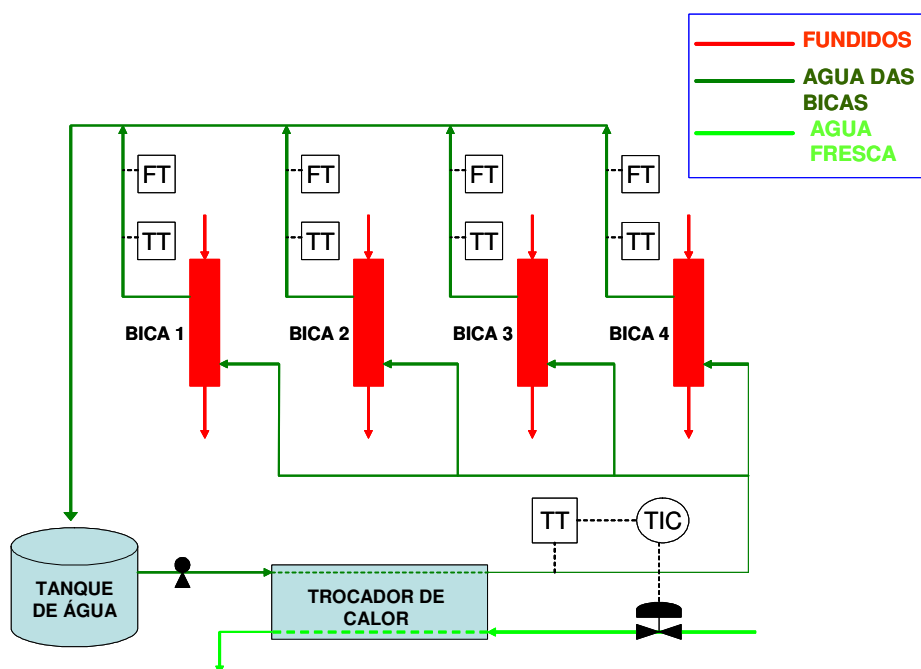 FUNDIDOS
AGUA DAS
BICAS
AGUA
FRESCA
FT
FT
FT
FT
TT
TT
TT
TT
BICA 1
BICA 2
BICA 3
BICA 4
TT
TIC
TANQUE
DE ÁGUA
TROCADOR DE
CALOR